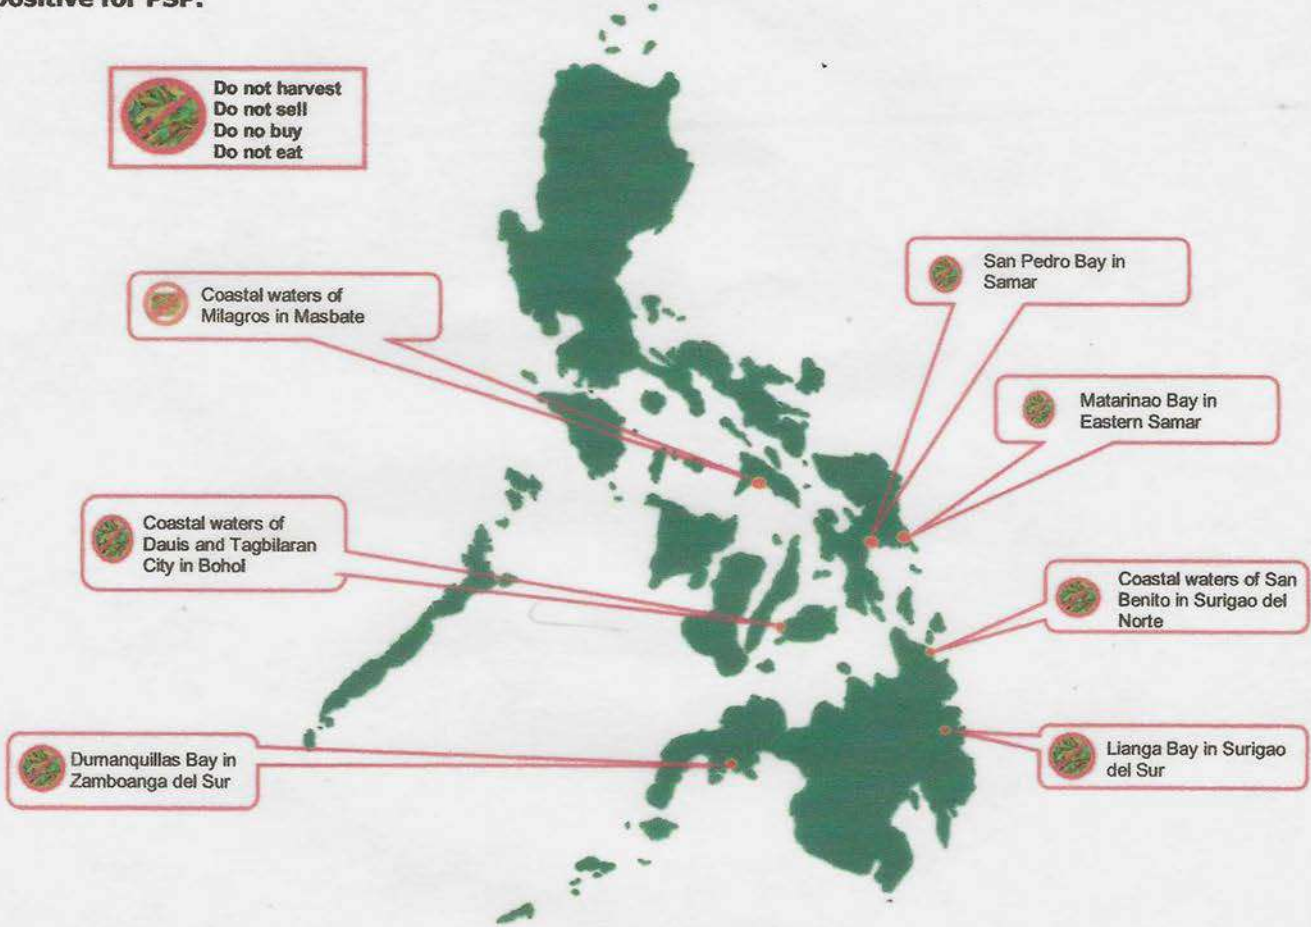 positive for PSP.
Do not harvest
Do not sell
Do no buy
Do not eat
San Pedro Bay in
Samar
Coastal waters of
Milagros in Masbate
Matarinao Bay in
Eastern Samar
Coastal waters of
Dauis and Tagbilaran
City in Bohol
Coastal waters of San
Benito in Surigao del
Norte
Dumanquillas Bay in
Zamboanga del Sur
Lianga Bay in Surigao
del Sur